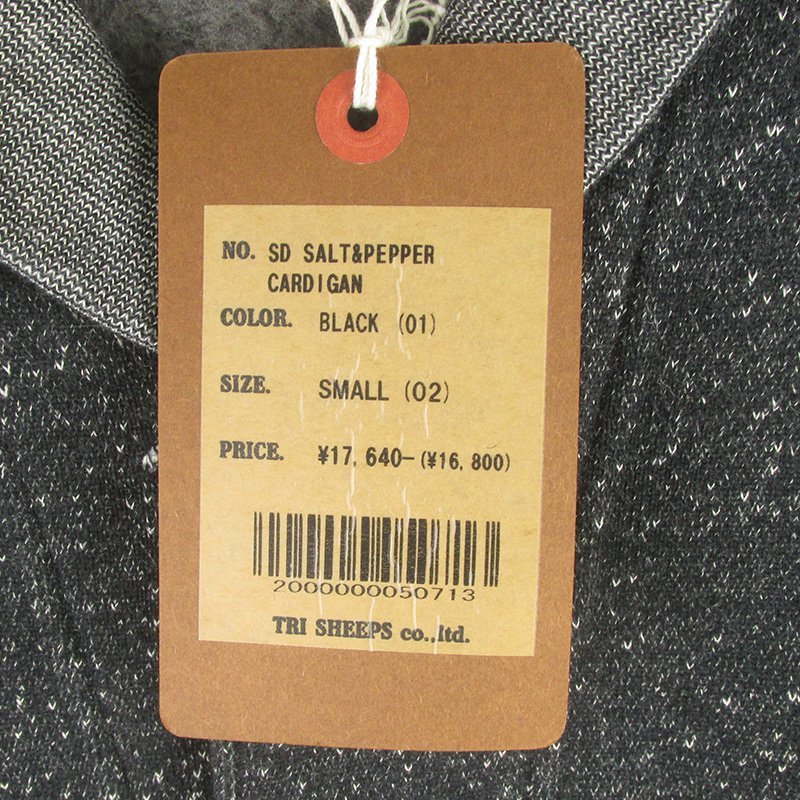 NO. SD SALT&PEPPER
CARDIGAN
COLOR. BLACK (01)
SIZE. SMALL (02)
PRICE. ¥17,640-(¥16,800)
2000000050713
TRI SHEEPS co.,ltd.